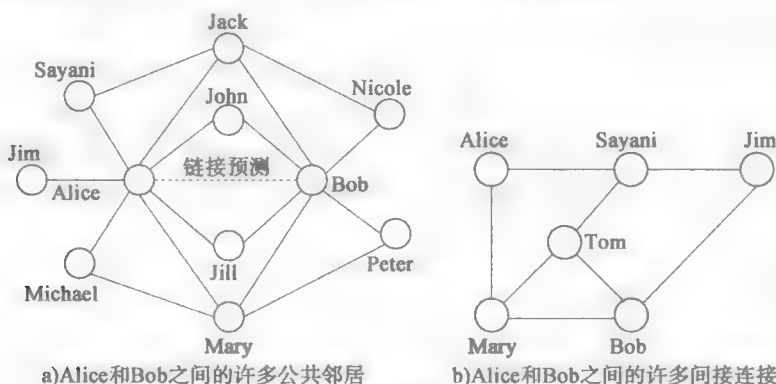 Jack
Sayani
John
Nicole
Jim
Alice
链接预测
Bob
Jill
Peter
Michael
Mary
a)Alice和Bob之间的许多公共邻居
Alice
Sayani
Jim
Tom
Mary
Bob
b)Alice和Bob之间的许多间接连接